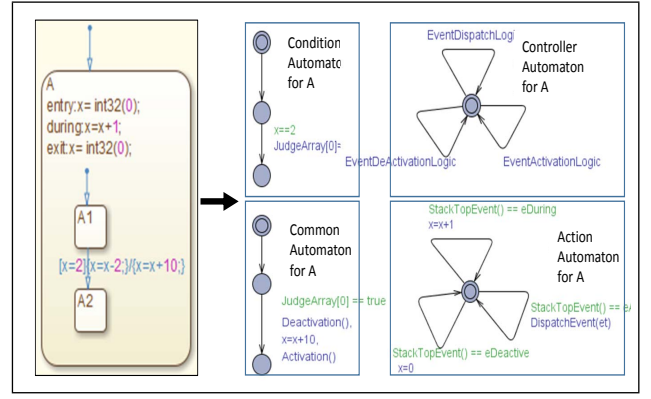 A
entry:x= int32(0);
during:x=x+1;
exit:x= int32(0);
A1
[x=2]{x=x-2;}/{x=x+10;}
A2
Condition
Automato
for A
x==2
JudgeArray[0]=
EventDispatchLogi
Controller
Automaton
for A
EventDeActivationLogic
EventActivationLogic
Common
Automaton
for A
JudgeArray[0] == true
Deactivation(),
x=x+10,
Activation()
StackTopEvent() == eDuring
x=x+1
Action
Automaton
for A
StackTopEvent() == eA
DispatchEvent(et)
StackTopEvent() == eDeactive
x=0